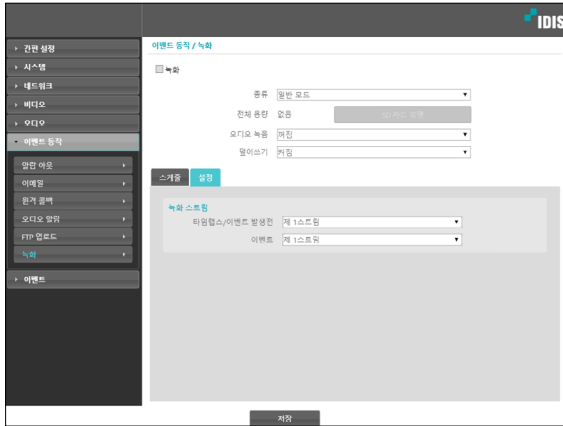 IDIS
간편 설정
시스템
네트워크
비디오
오디오
이벤트 동작
알람 아웃
이메일
원격 콜백
오디오 알람
FTP 업로드
녹화
이벤트
이벤트 동작 / 녹화
녹화
종류 일반 모드
전체 용량 없음 SD 카드 포맷
오디오 녹음 꺼짐
덮어쓰기 켜짐
스케줄 설정
녹화 스트림
타임랩스/이벤트 발생전 제 1스트림
이벤트 제 1스트림
저장